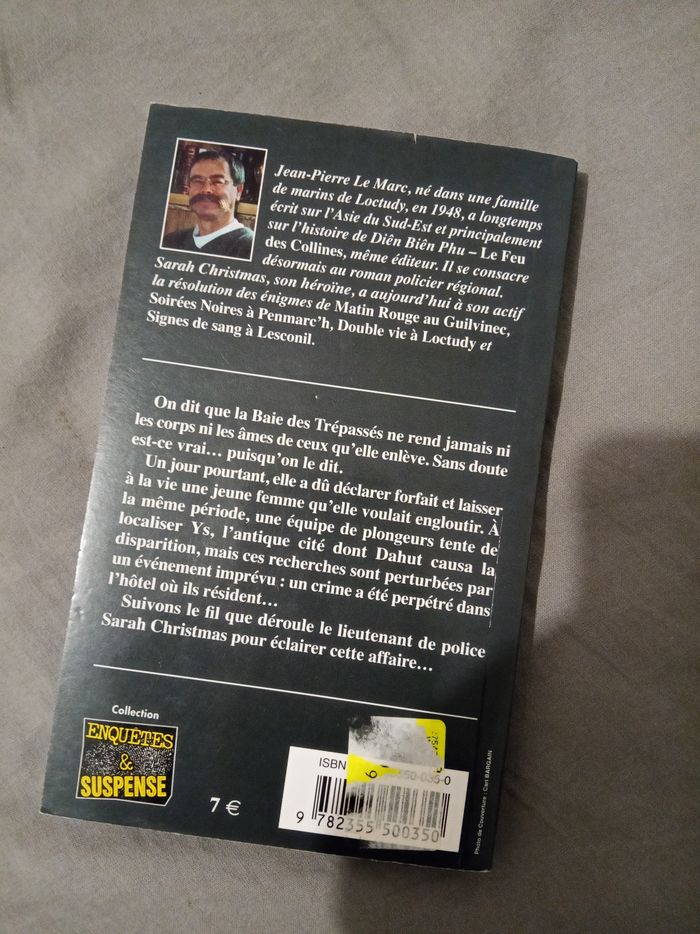 Jean-Pierre Le Marc, né dans une famille
de marins de Loctudy, en 1948, a longtemps
écrit sur l'Asie du Sud-Est et principalement
sur l'histoire de Diên Biên Phu – Le Feu
des Collines, même éditeur. Il se consacre
désormais au roman policier régional.
Sarah Christmas, son héroïne, a aujourd'hui à son actif
la résolution des énigmes de Matin Rouge au Guilvinec,
Soirées Noires à Penmarc'h, Double vie à Loctudy et
Signes de sang à Lesconil.
On dit que la Baie des Trépassés ne rend jamais ni
les corps ni les âmes de ceux qu'elle enlève. Sans doute
est-ce vrai… puisqu'on le dit.
Un jour pourtant, elle a dû déclarer forfait et laisser
à la vie une jeune femme qu'elle voulait engloutir. À
la même période, une équipe de plongeurs tente de
localiser Ys, l'antique cité dont Dahut causa la
disparition, mais ces recherches sont perturbées par
un événement imprévu : un crime a été perpétré dans
l'hôtel où ils résident…
Suivons le fil que déroule le lieutenant de police
Sarah Christmas pour éclairer cette affaire…
Collection
ENQUÊTES
&
SUSPENSE
7 €
ISBN
9 782355 500350
Photo de Couverture : Carl BARGAIN